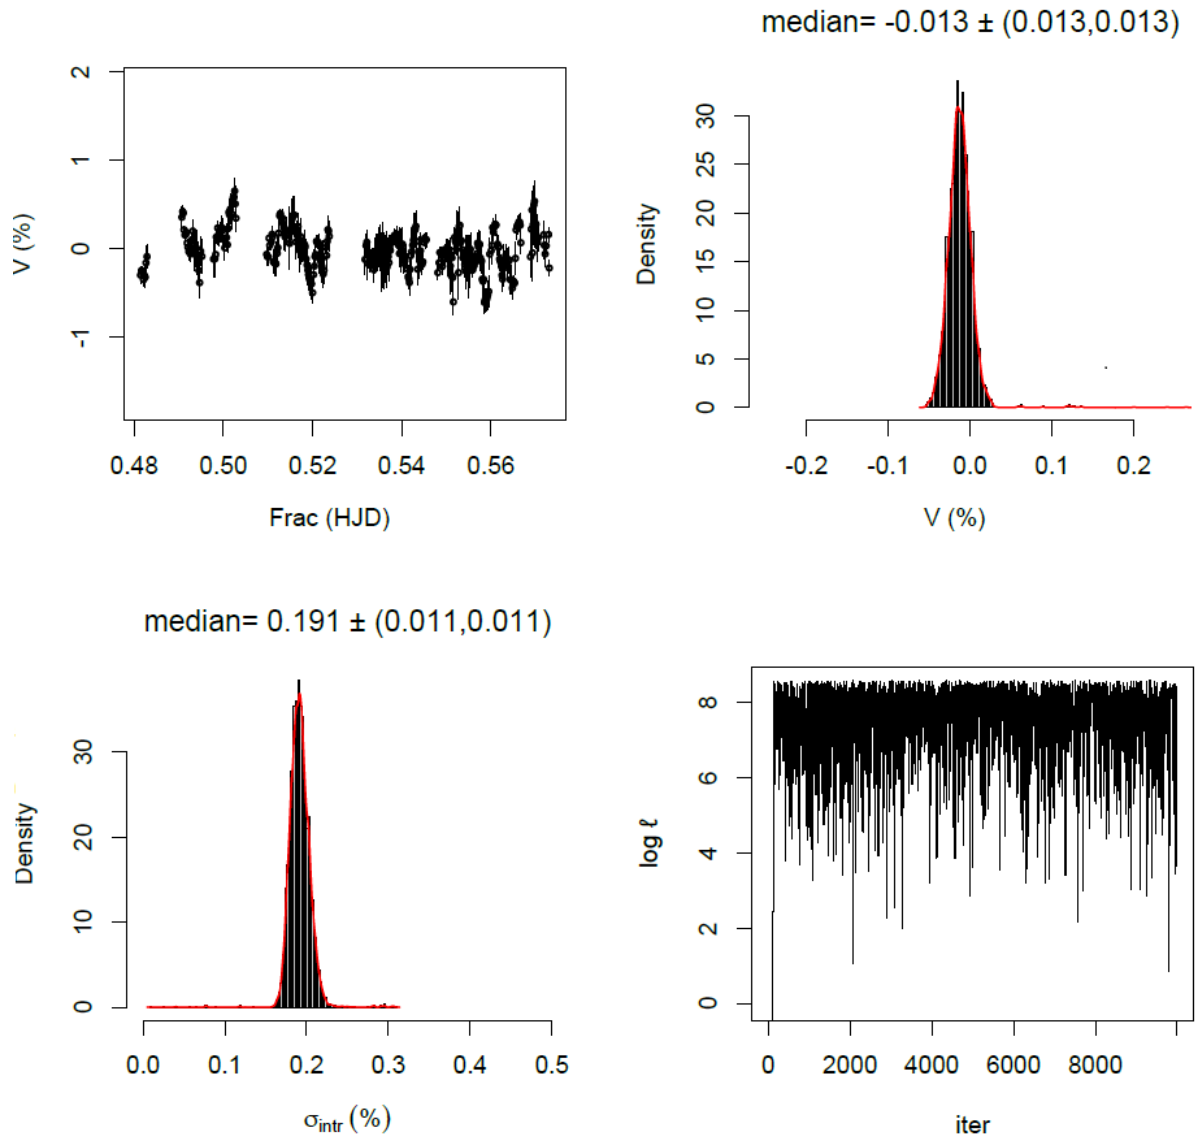 2
1
0
-1
V (%)
0.48 0.50 0.52 0.54 0.56
Frac (HJD)
median= -0.013 ± (0.013,0.013)
30
25
20
15
10
5
0
Density
-0.2 -0.1 0.0 0.1 0.2
V (%)
median= 0.191 ± (0.011,0.011)
30
20
10
0
Density
0.0 0.1 0.2 0.3 0.4 0.5
σintr (%)
8
6
4
2
0
log ℓ
0 2000 4000 6000 8000
iter